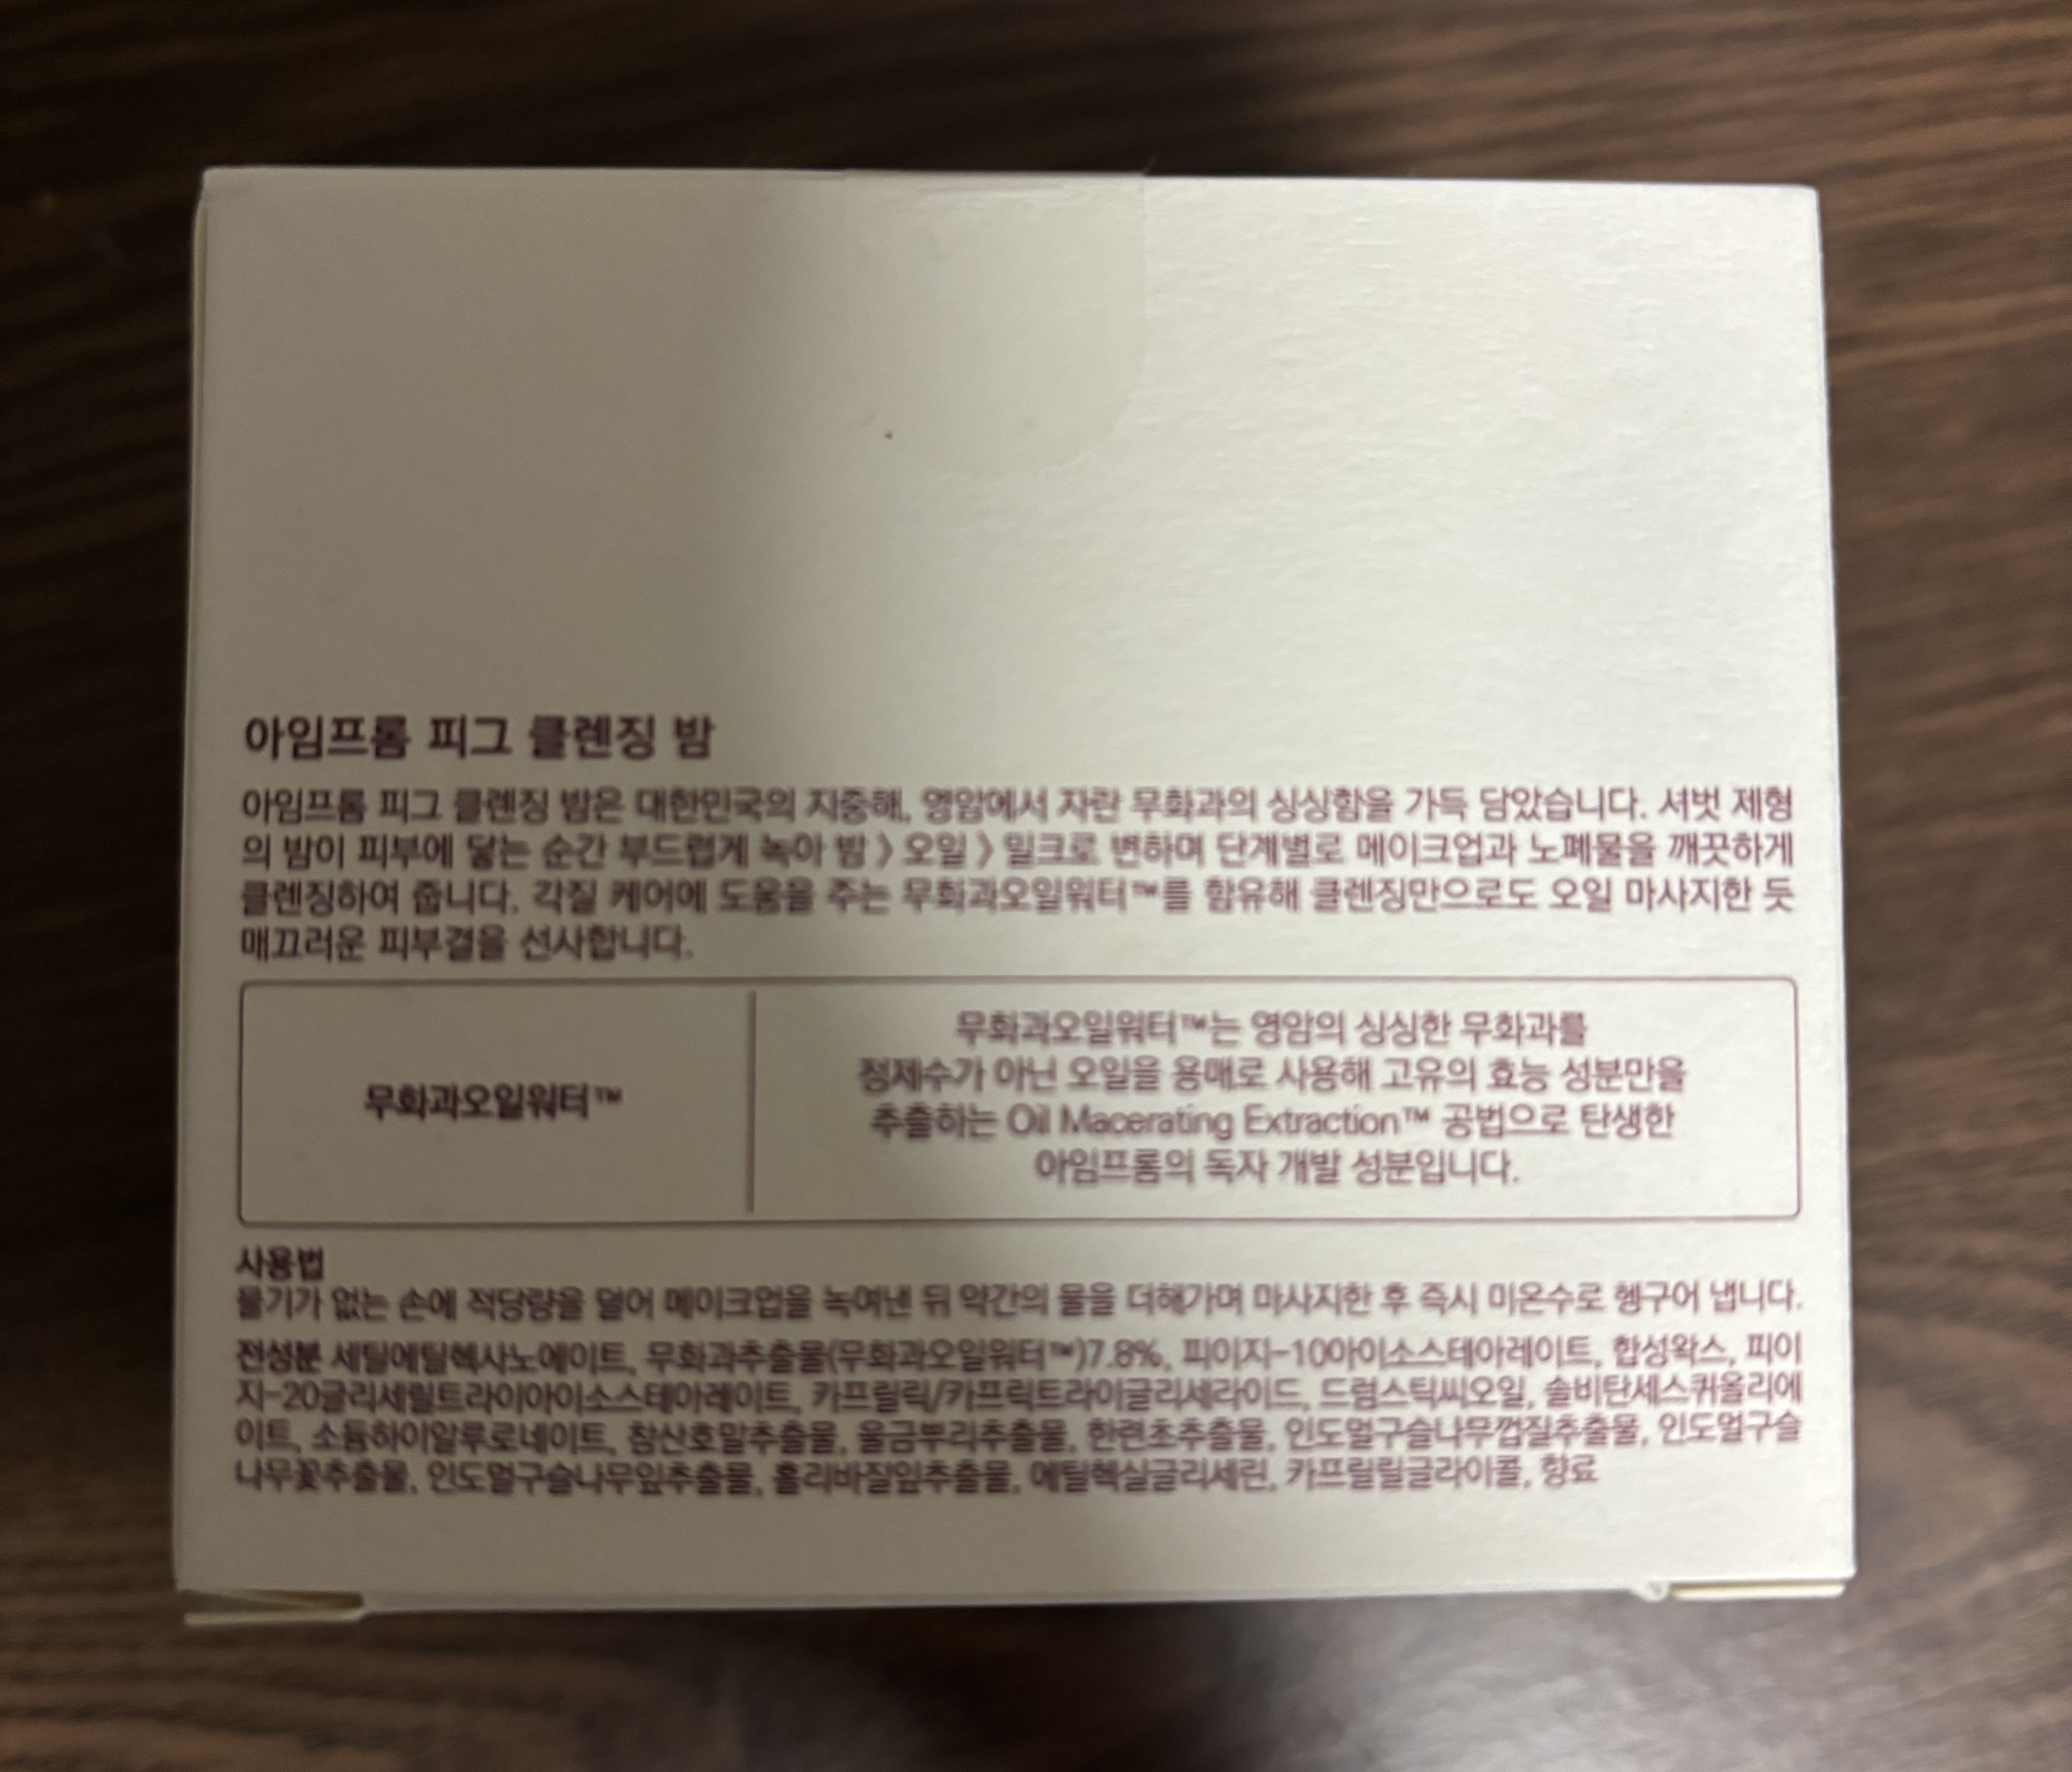 아임프롬 피그 클렌징 밤
아임프롬 피그 클렌징 밤은 대한민국의 지중해, 영암에서 자란 무화과의 싱싱함을 가득 담았습니다. 셔벗 제형
의 밤이 피부에 닿는 순간 부드럽게 녹아 밤 > 오일 > 밀크로 변하며 단계별로 메이크업과 노폐물을 깨끗하게
클렌징하여 줍니다. 각질 케어에 도움을 주는 무화과오일워터™를 함유해 클렌징만으로도 오일 마사지한 듯
매끄러운 피부결을 선사합니다.
무화과오일워터™
무화과오일워터™는 영암의 싱싱한 무화과를
정제수가 아닌 오일을 용매로 사용해 고유의 효능 성분만을
추출하는 Oil Macerating Extraction™ 공법으로 탄생한
아임프롬의 독자 개발 성분입니다.
사용법
물기가 없는 손에 적당량을 덜어 메이크업을 녹여낸 뒤 약간의 물을 더해가며 마사지한 후 즉시 미온수로 헹구어 냅니다.
전성분 세틸에틸헥사노에이트, 무화과추출물(무화과오일워터™)7.8%, 피이지-10아이소스테아레이트, 합성왁스, 피이
지-20글리세릴트라이아이소스테아레이트, 카프릴릭/카프릭트라이글리세라이드, 드럼스틱씨오일, 솔비탄세스퀴올리에
이트, 소듐하이알루로네이트, 참산호말추출물, 울금뿌리추출물, 한련초추출물, 인도멀구슬나무껍질추출물, 인도멀구슬
나무꽃추출물, 인도멀구슬나무잎추출물, 홀리바질잎추출물, 에틸헥실글리세린, 카프릴릴글라이콜, 향료